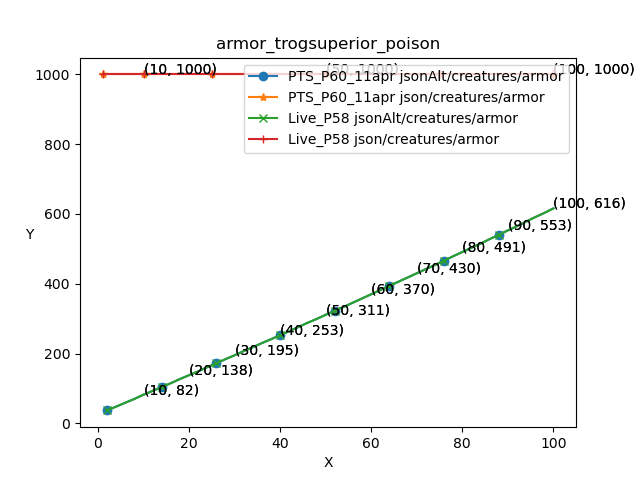 armor_trogsuperior_poison
(10, 1000)
(50, 1000)
(100, 1000)
PTS_P60_11apr jsonAlt/creatures/armor
PTS_P60_11apr json/creatures/armor
Live_P58 jsonAlt/creatures/armor
Live_P58 json/creatures/armor
1000
800
600
400
200
0
Y
(100, 616)
(90, 553)
(80, 491)
(70, 430)
(60, 370)
(50, 311)
(40, 253)
(30, 195)
(20, 138)
(10, 82)
0 20 40 60 80 100
X